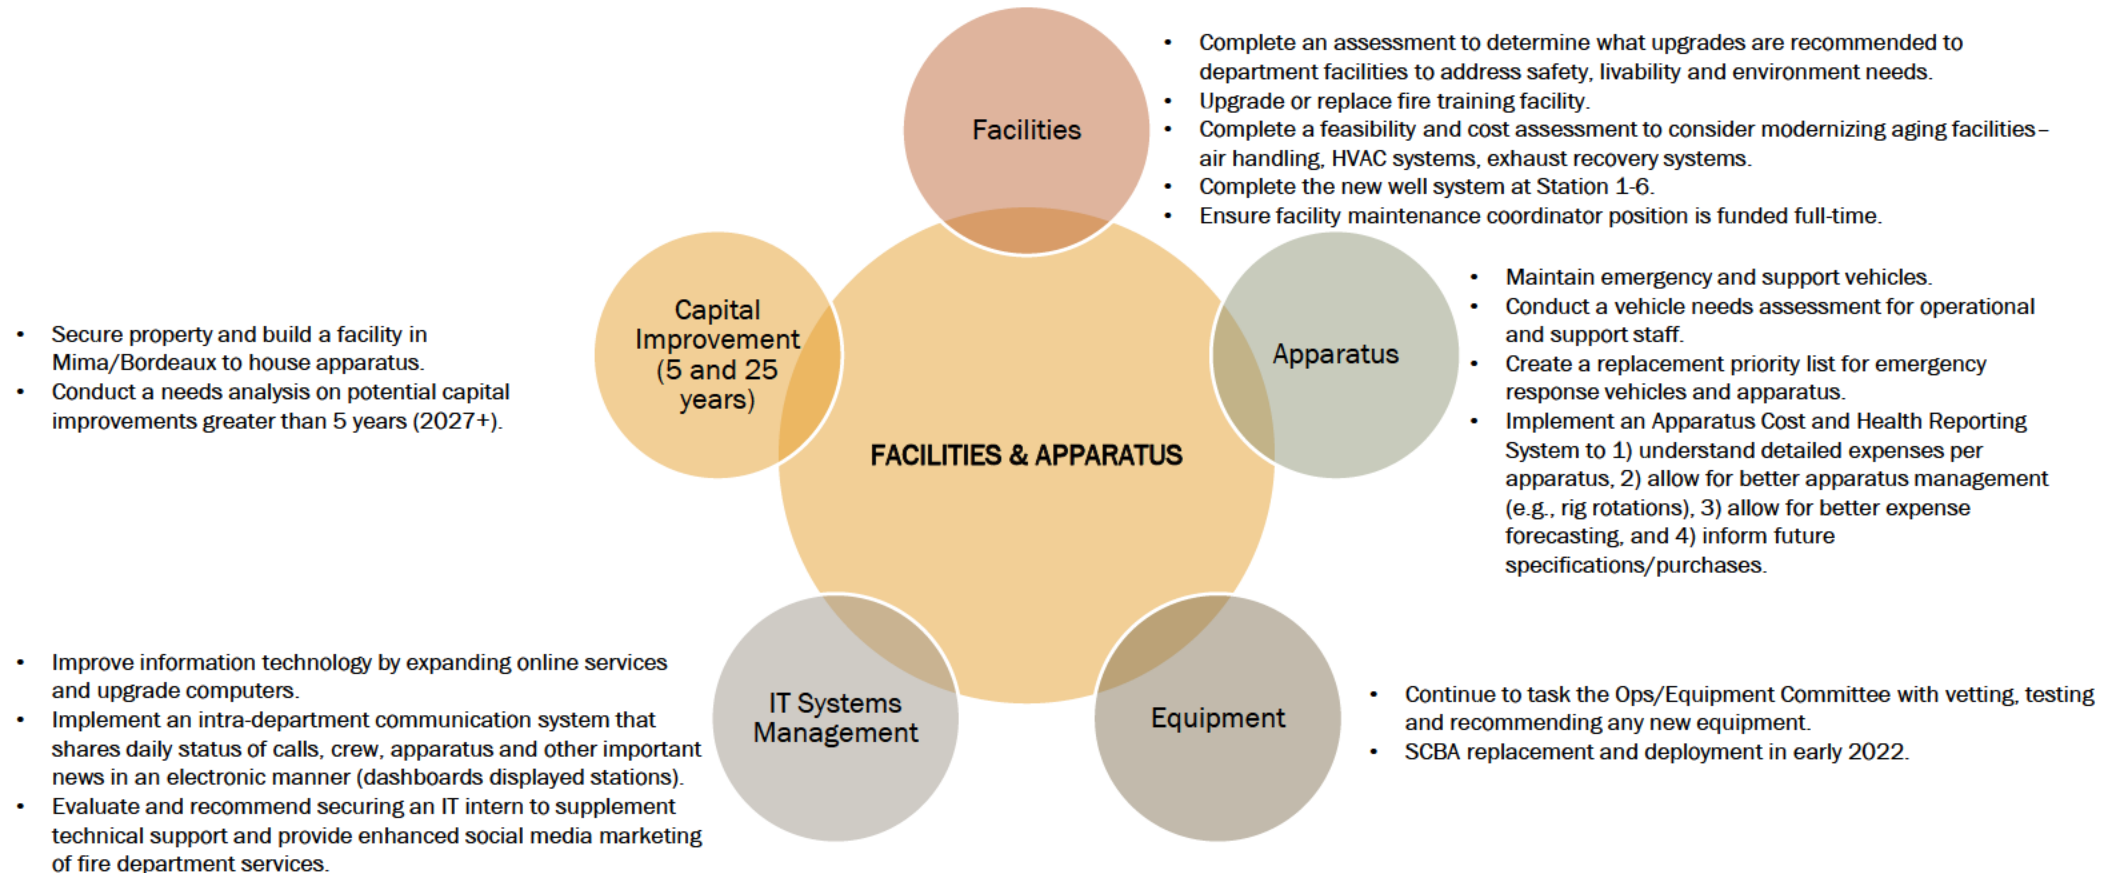 Facilities
• Complete an assessment to determine what upgrades are recommended to
department facilities to address safety, livability and environment needs.
• Upgrade or replace fire training facility.
• Complete a feasibility and cost assessment to consider modernizing aging facilities–
air handling, HVAC systems, exhaust recovery systems.
• Complete the new well system at Station 1-6.
• Ensure facility maintenance coordinator position is funded full-time.
Apparatus
• Maintain emergency and support vehicles.
• Conduct a vehicle needs assessment for operational
and support staff.
• Create a replacement priority list for emergency
response vehicles and apparatus.
• Implement an Apparatus Cost and Health Reporting
System to 1) understand detailed expenses per
apparatus, 2) allow for better apparatus management
(e.g., rig rotations), 3) allow for better expense
forecasting, and 4) inform future
specifications/purchases.
Capital
Improvement
(5 and 25
years)
• Secure property and build a facility in
Mima/Bordeaux to house apparatus.
• Conduct a needs analysis on potential capital
improvements greater than 5 years (2027+).
FACILITIES & APPARATUS
IT Systems
Management
• Improve information technology by expanding online services
and upgrade computers.
• Implement an intra-department communication system that
shares daily status of calls, crew, apparatus and other important
news in an electronic manner (dashboards displayed stations).
• Evaluate and recommend securing an IT intern to supplement
technical support and provide enhanced social media marketing
of fire department services.
Equipment
• Continue to task the Ops/Equipment Committee with vetting, testing
and recommending any new equipment.
• SCBA replacement and deployment in early 2022.